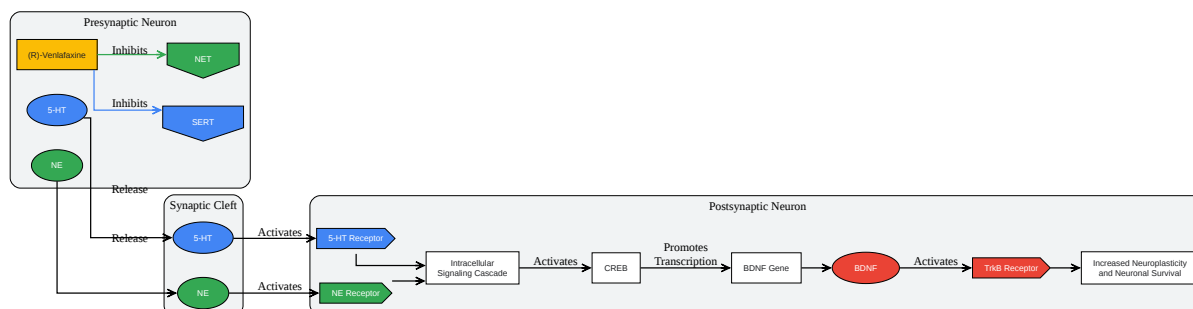 Presynaptic Neuron
(R)-Venlafaxine
Inhibits
NET
Inhibits
5-HT
SERT
NE
Release
Synaptic Cleft
Postsynaptic Neuron
Release
5-HT
Activates
5-HT Receptor
Intracellular
Signaling Cascade
Activates
CREB
Promotes
Transcription
BDNF Gene
BDNF
Activates
TrkB Receptor
Increased Neuroplasticity
and Neuronal Survival
NE
Activates
NE Receptor